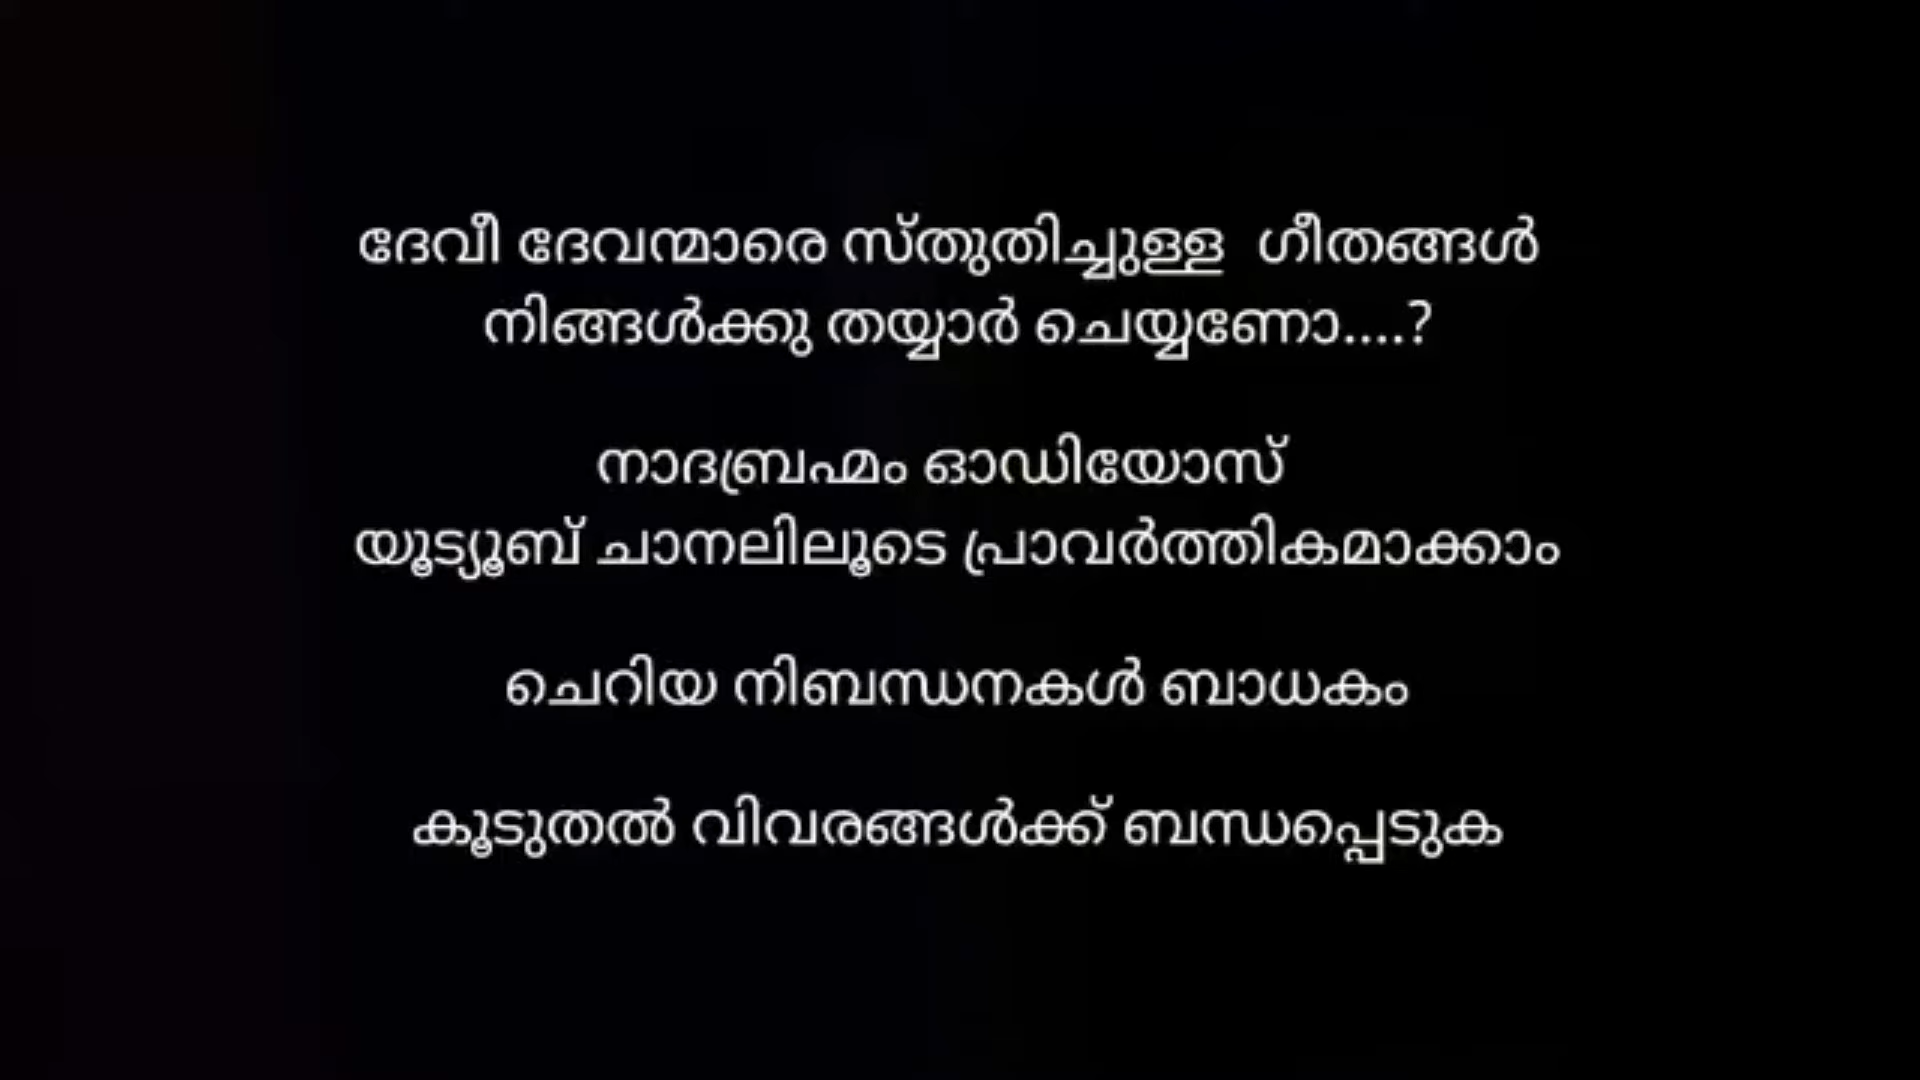 ദേവീ ദേവന്മാരെ സ്തുതിച്ചുള്ള ഗീതങ്ങൾ
നിങ്ങൾക്കു തയ്യാർ ചെയ്യണോ....?
നാദബ്രഹ്മം ഓഡിയോസ്
യൂട്യൂബ് ചാനലിലൂടെ പ്രാവർത്തികമാക്കാം
ചെറിയ നിബന്ധനകൾ ബാധകം
കൂടുതൽ വിവരങ്ങൾക്ക് ബന്ധപ്പെടുക